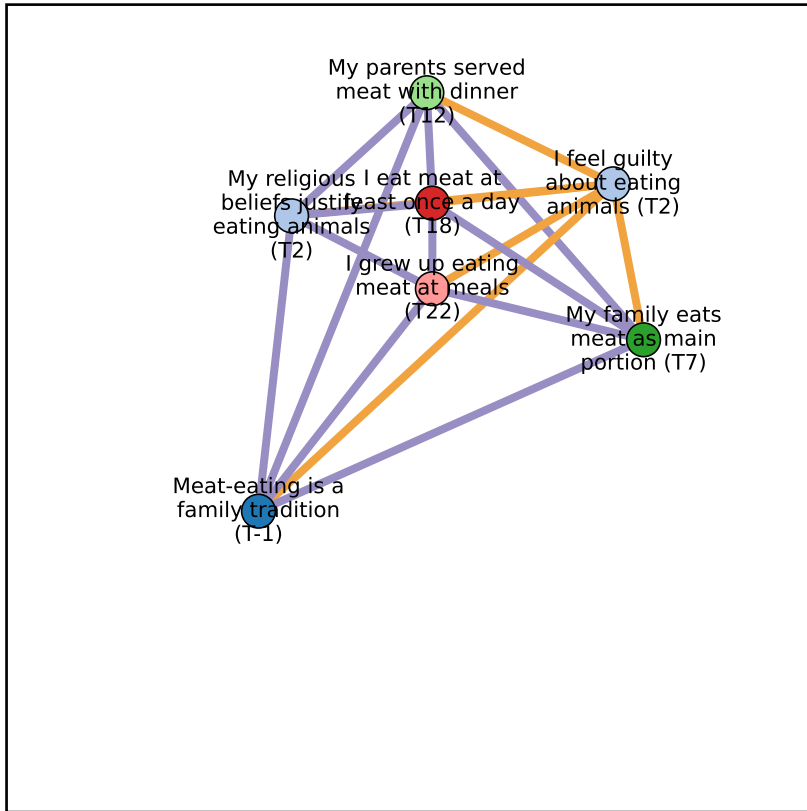 My parents served
meat with dinner
(T12)
I feel guilty
about eating
animals (T2)
My religious
beliefs justify
eating animals
(T2)
I eat meat at
least once a day
(T18)
I grew up eating
meat at meals
(T22)
My family eats
meat as main
portion (T7)
Meat-eating is a
family tradition
(T-1)